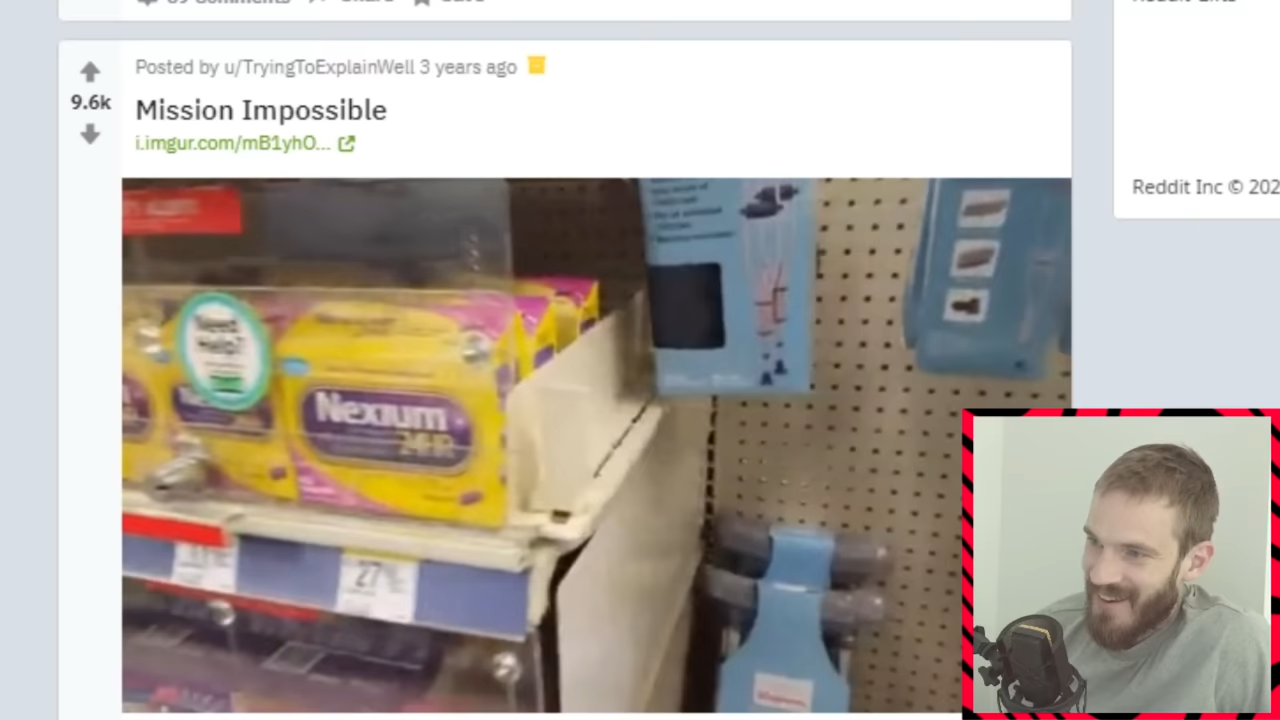 Posted by u/TryingToExplainWell 3 years ago
9.6k
Mission Impossible
i.imgur.com/mB1yhO...
Reddit Inc © 202
Need
Help?
Nexium
24HR
27